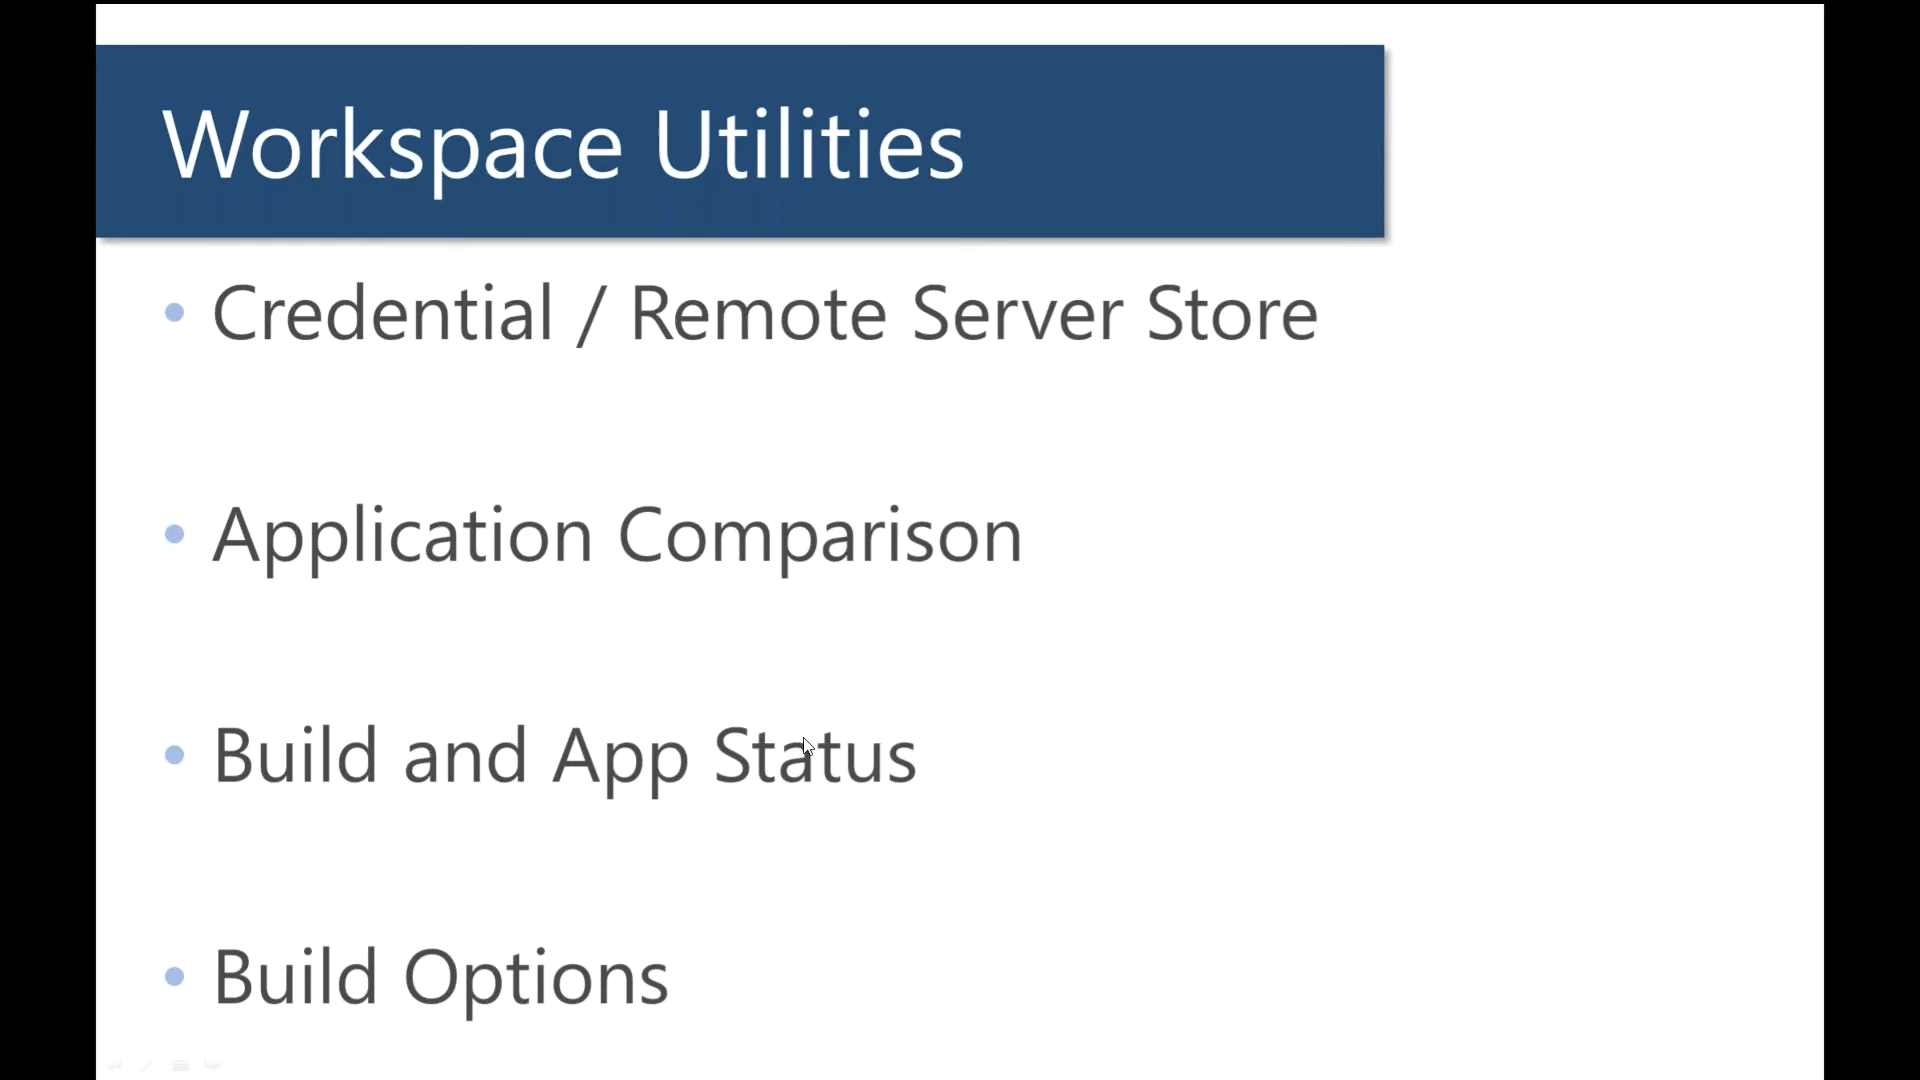 Workspace Utilities
• Credential / Remote Server Store
• Application Comparison
• Build and App Status
• Build Options